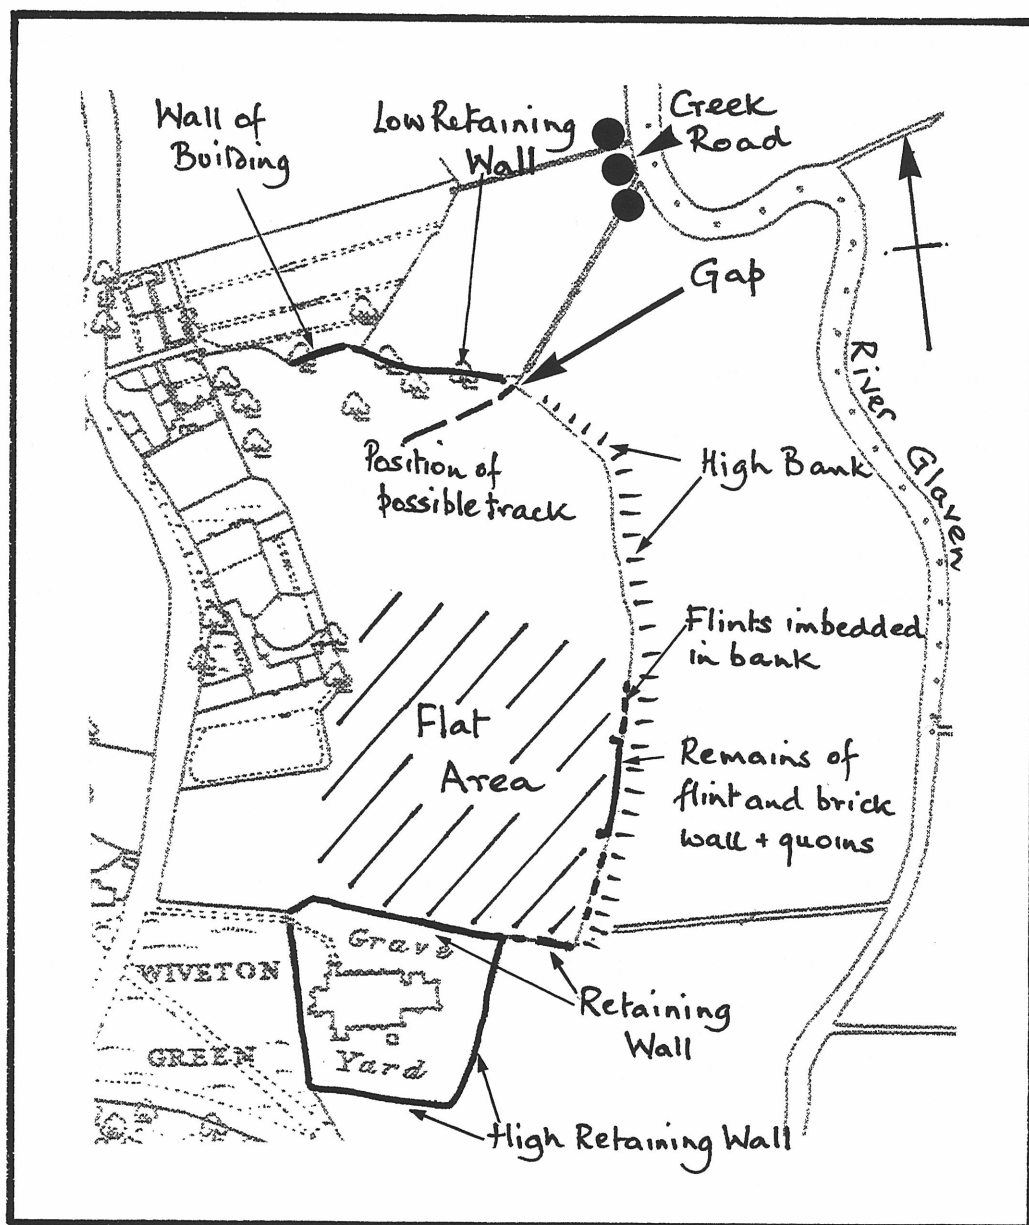 Wall of
Building
Low Retaining
Wall
Creek
Road
Gap
River Glaven
Position of
possible track
High Bank
Flints imbedded
in bank
Flat
Area
Remains of
flint and brick
wall + quoins
Grave
Yard
WIVETON
GREEN
Retaining
Wall
High Retaining Wall